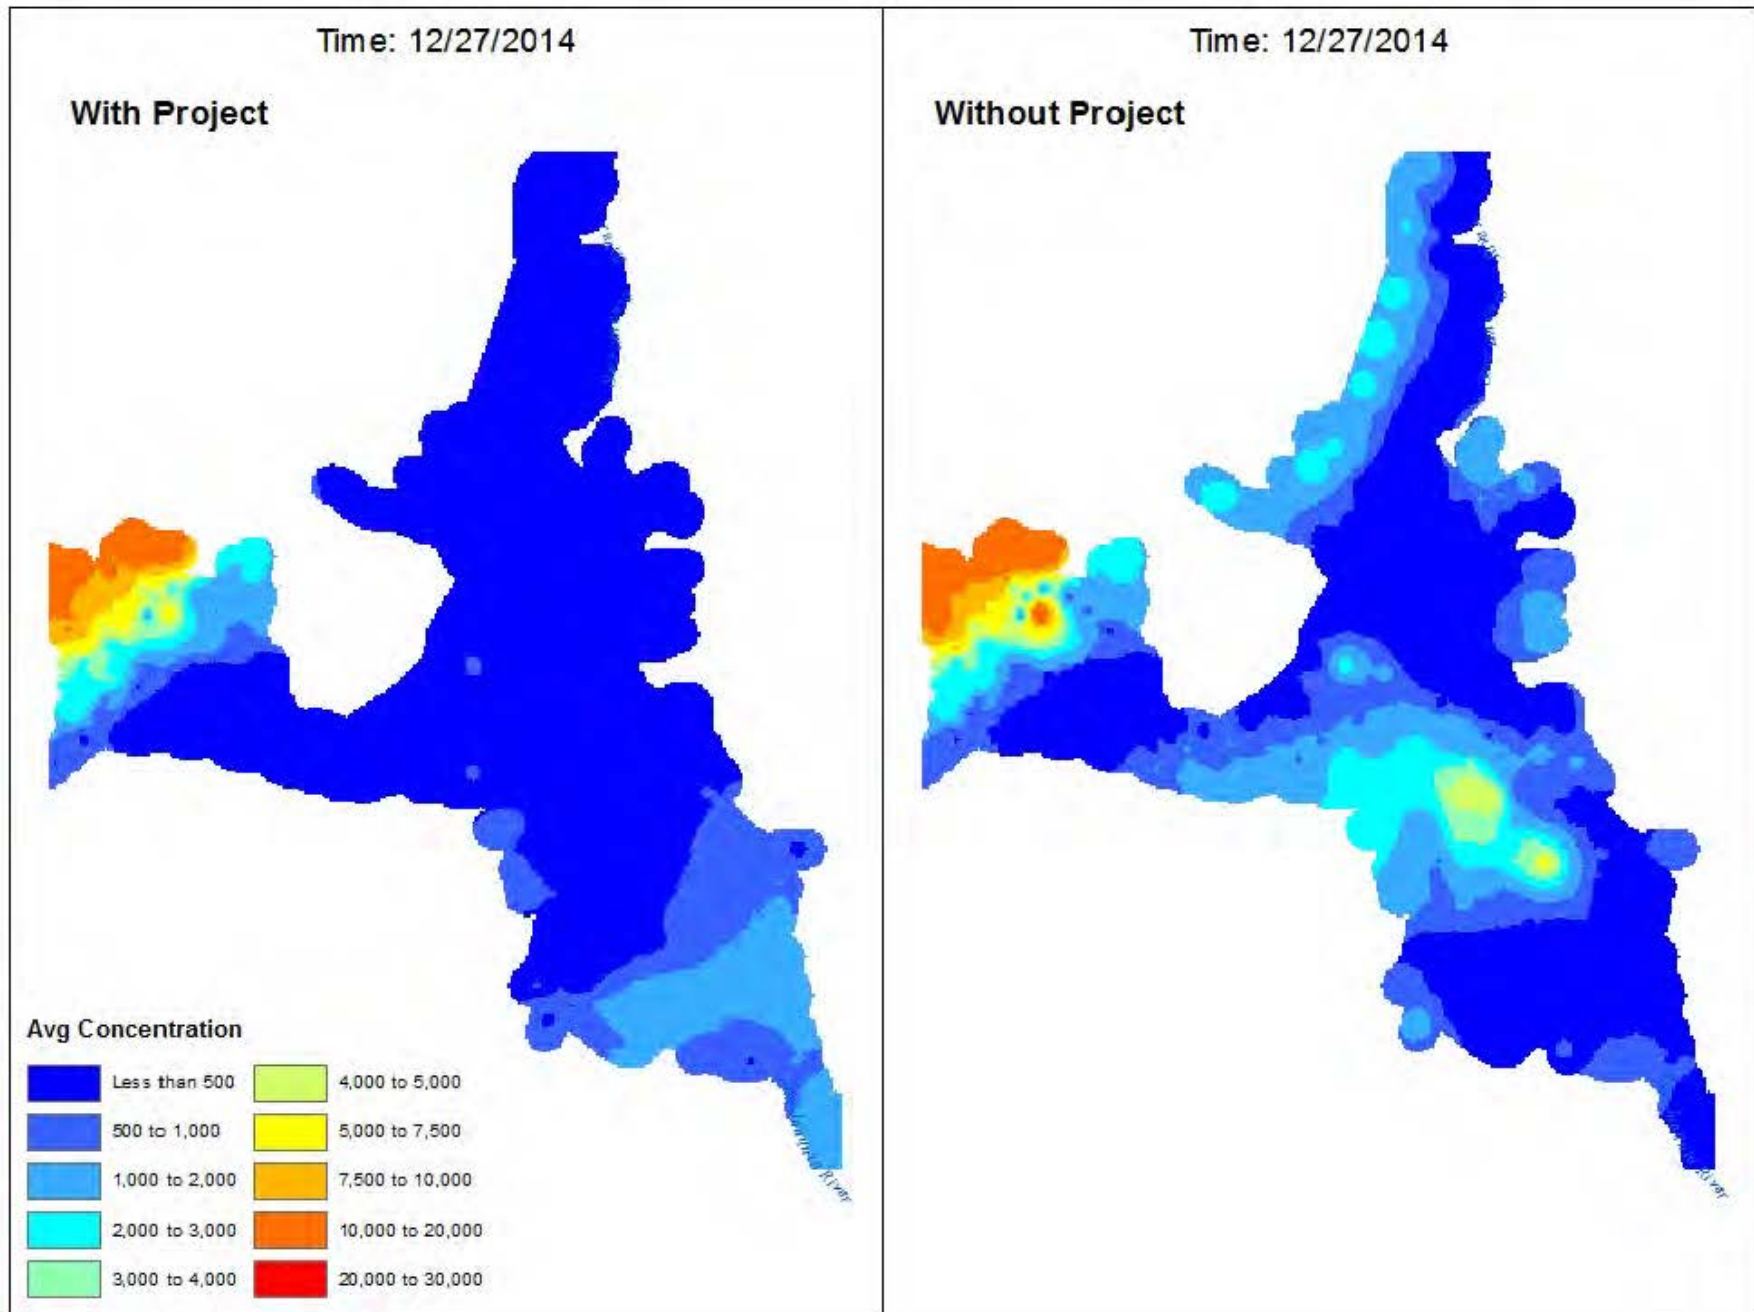 Time: 12/27/2014
With Project
Avg Concentration
Less than 500
500 to 1,000
1,000 to 2,000
2,000 to 3,000
3,000 to 4,000
4,000 to 5,000
5,000 to 7,500
7,500 to 10,000
10,000 to 20,000
20,000 to 30,000
River
Time: 12/27/2014
Without Project
River